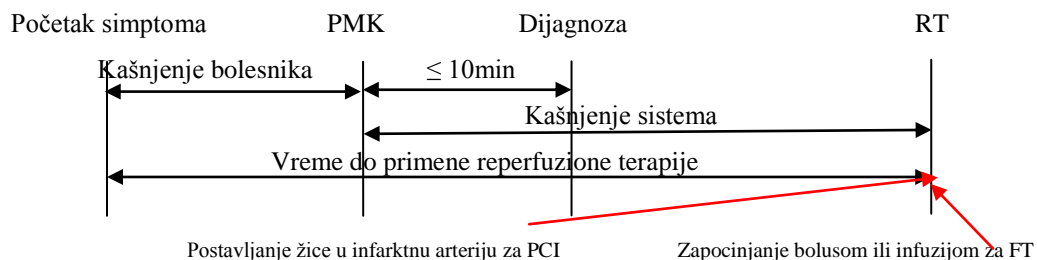 Početak simptoma PMK Dijagnoza RT
Kašnjenje bolesnika ≤ 10min
Kašnjenje sistema
Vreme do primene reperfuzione terapije
Postavljanje žice u infarktnu arteriju za PCI Zapocinjanje bolusom ili infuzijom za FT